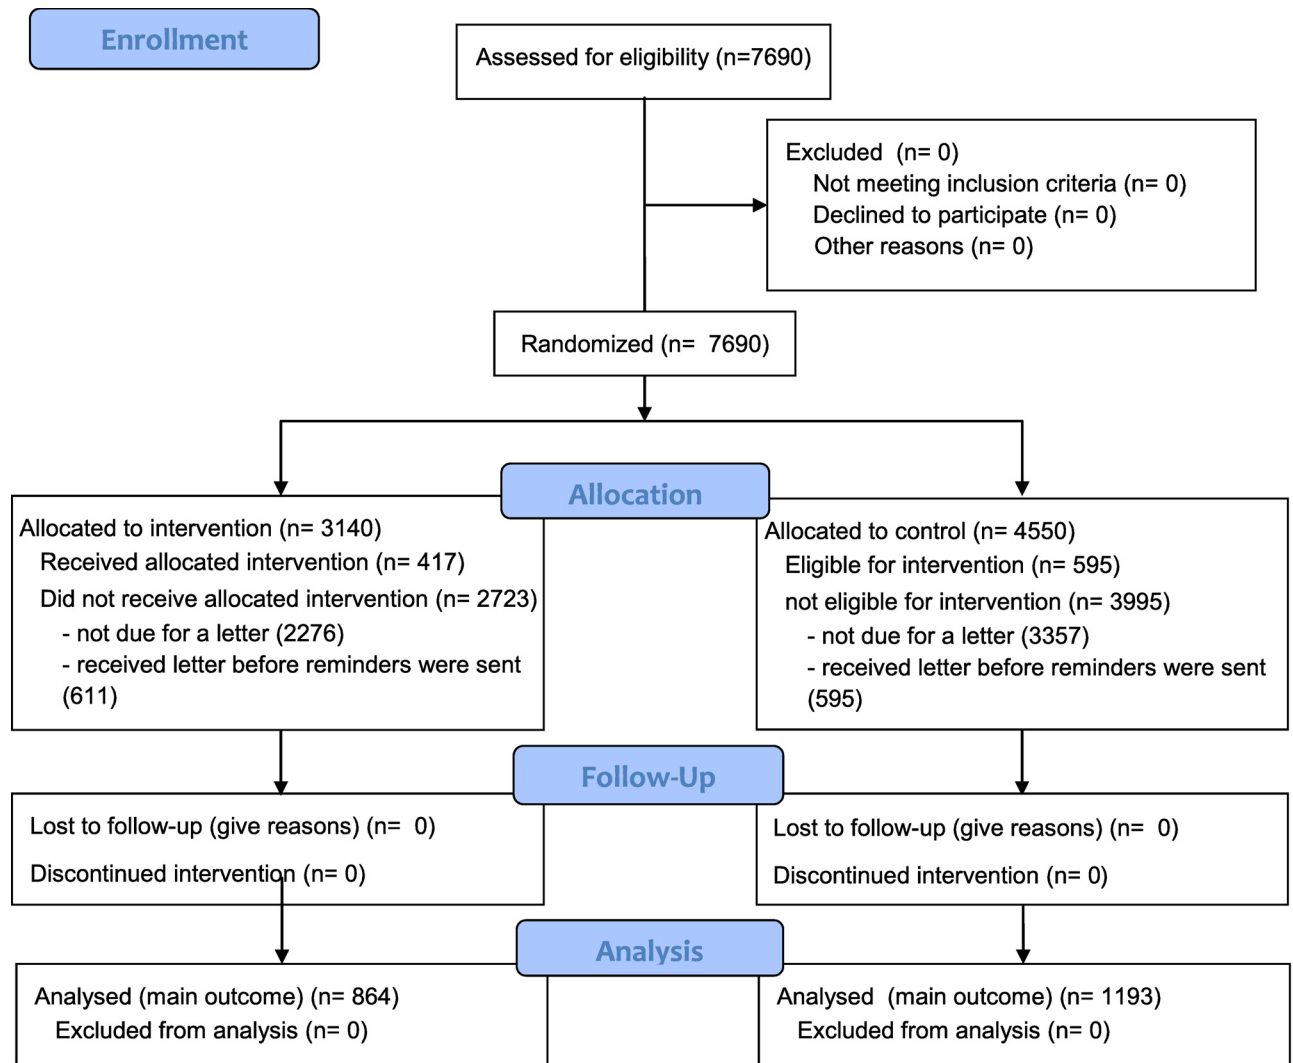 Enrollment
Assessed for eligibility (n=7690)
Excluded (n= 0)
Not meeting inclusion criteria (n= 0)
Declined to participate (n= 0)
Other reasons (n= 0)
Randomized (n= 7690)
Allocation
Allocated to intervention (n= 3140)
Received allocated intervention (n= 417)
Did not receive allocated intervention (n= 2723)
- not due for a letter (2276)
- received letter before reminders were sent
(611)
Allocated to control (n= 4550)
Eligible for intervention (n= 595)
not eligible for intervention (n= 3995)
- not due for a letter (3357)
- received letter before reminders were sent
(595)
Follow-Up
Lost to follow-up (give reasons) (n= 0)
Discontinued intervention (n= 0)
Lost to follow-up (give reasons) (n= 0)
Discontinued intervention (n= 0)
Analysis
Analysed (main outcome) (n= 864)
Excluded from analysis (n= 0)
Analysed (main outcome) (n= 1193)
Excluded from analysis (n= 0)